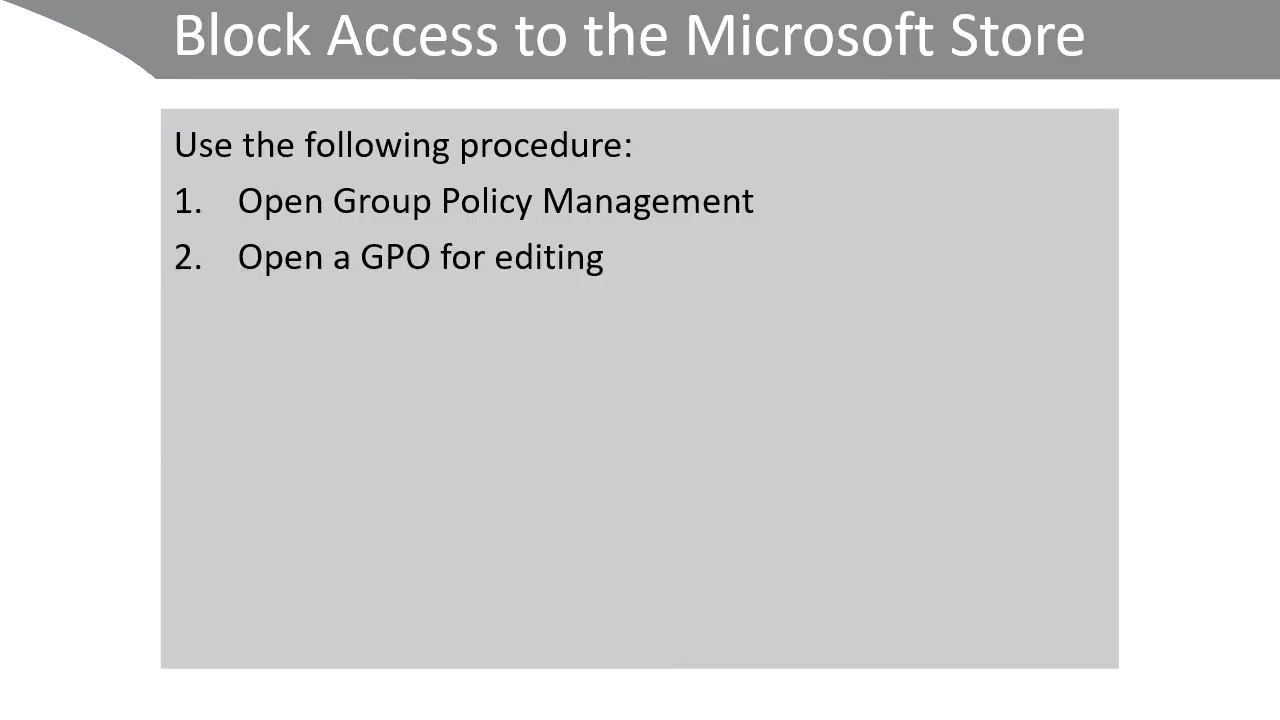 Block Access to the Microsoft Store
Use the following procedure:
1. Open Group Policy Management
2. Open a GPO for editing